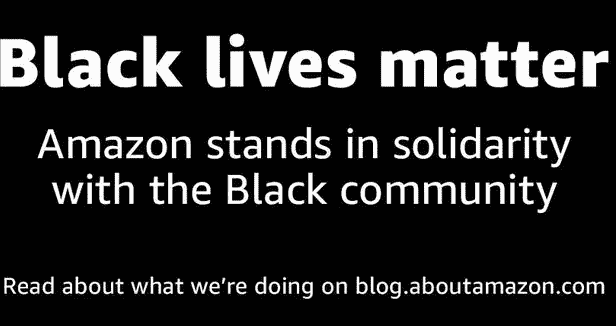 Black lives matter
Amazon stands in solidarity
with the Black community
Read about what we're doing on blog.aboutamazon.com